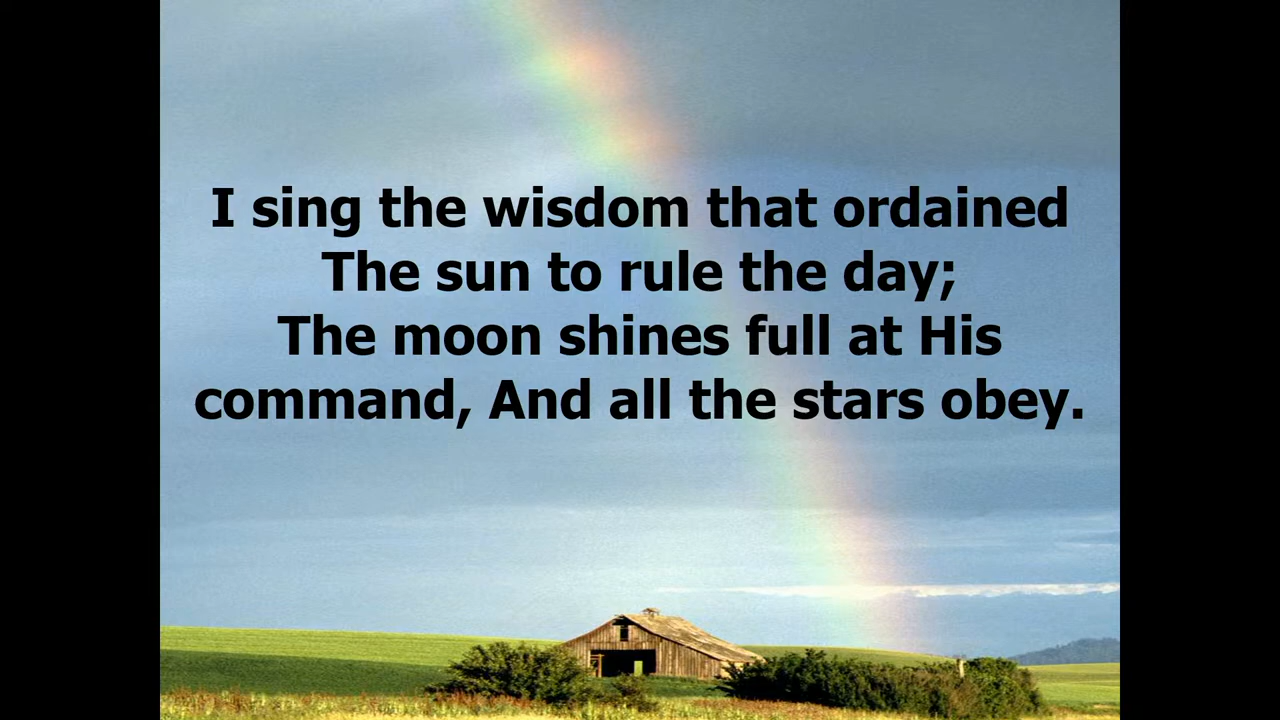 I sing the wisdom that ordained
The sun to rule the day;
The moon shines full at His
command, And all the stars obey.